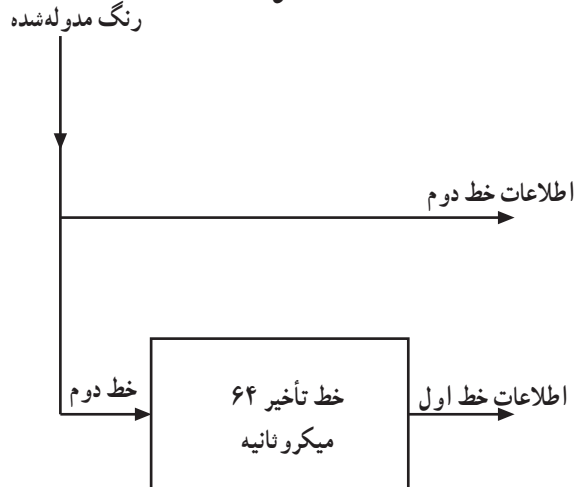 رنگ مدوله‌شده
اطلاعات خط دوم
خط دوم
خط تأخیر ۶۴
میکروثانیه
اطلاعات خط اول